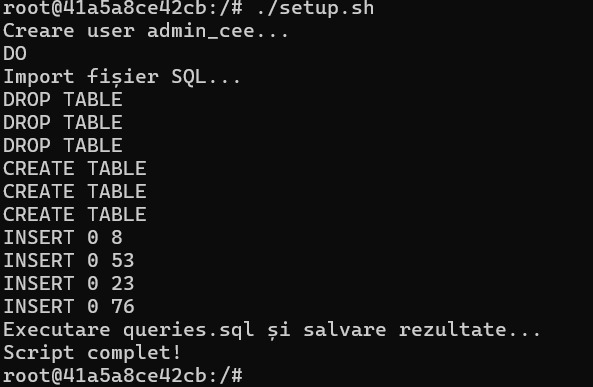 root@41a5a8ce42cb:/# ./setup.sh
Creare user admin_cee...
DO
Import fișier SQL...
DROP TABLE
DROP TABLE
DROP TABLE
CREATE TABLE
CREATE TABLE
CREATE TABLE
INSERT 0 8
INSERT 0 53
INSERT 0 23
INSERT 0 76
Executare queries.sql și salvare rezultate...
Script complet!
root@41a5a8ce42cb:/#